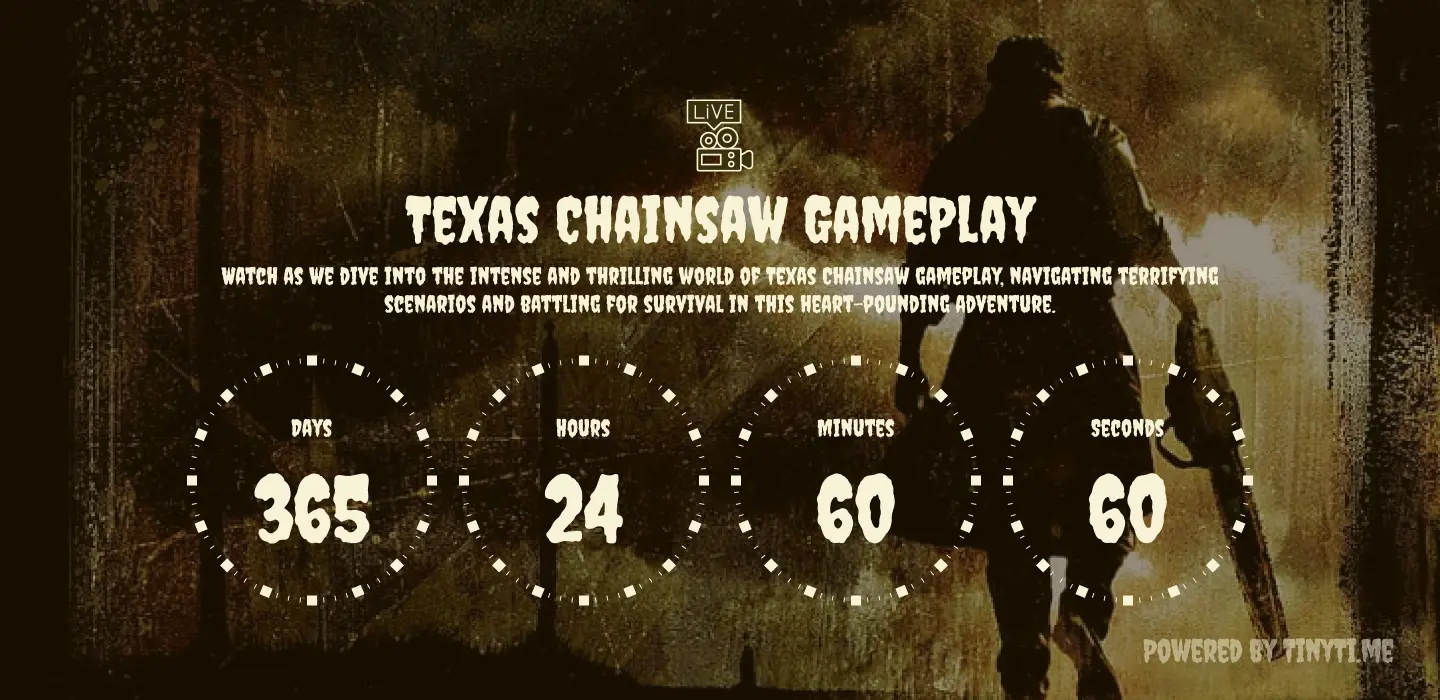 LiVE
TEXAS CHAINSAW GAMEPLAY
WATCH AS WE DIVE INTO THE INTENSE AND THRILLING WORLD OF TEXAS CHAINSAW GAMEPLAY, NAVIGATING TERRIFYING
SCENARIOS AND BATTLING FOR SURVIVAL IN THIS HEART-POUNDING ADVENTURE.
DAYS HOURS MINUTES SECONDS
365 24 60 60
POWERED BY TINYTI.ME